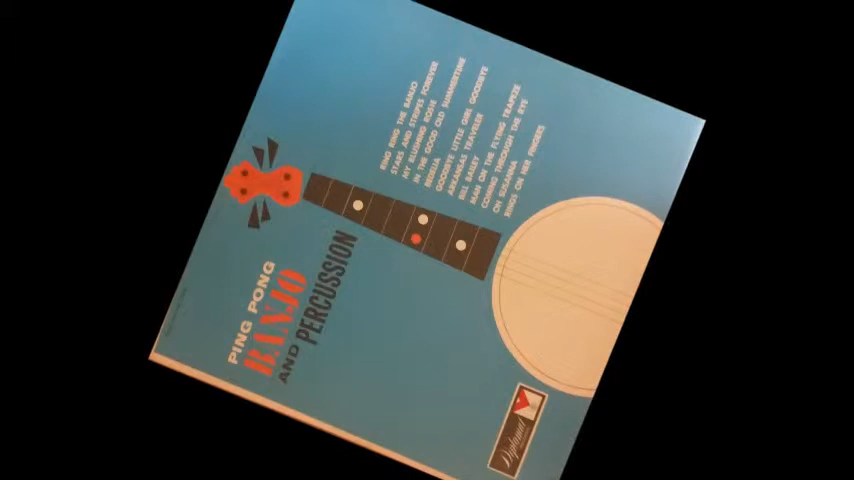 PING PONG
BANJO
AND PERCUSSION
RING RING THE BANJO
STARS AND STRIPES FOREVER
MY BLUSHING ROSIE
IN THE GOOD OLD SUMMERTIME
BEDELIA
GOODBYE LITTLE GIRL GOODBYE
ARKANSAS TRAVELER
BILL BAILEY
MAN ON THE FLYING TRAPEZE
COMING THROUGH THE RYE
OH SUSANNA
RINGS ON HER FINGERS
Diplomat